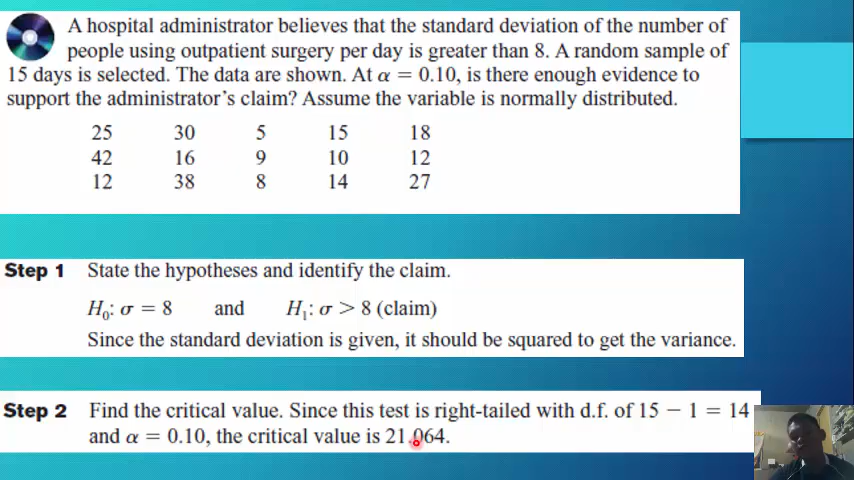 A hospital administrator believes that the standard deviation of the number of
people using outpatient surgery per day is greater than 8. A random sample of
15 days is selected. The data are shown. At α = 0.10, is there enough evidence to
support the administrator's claim? Assume the variable is normally distributed.
25 30 5 15 18
42 16 9 10 12
12 38 8 14 27
Step 1 State the hypotheses and identify the claim.
H₀: σ = 8 and H₁: σ > 8 (claim)
Since the standard deviation is given, it should be squared to get the variance.
Step 2 Find the critical value. Since this test is right-tailed with d.f. of 15 − 1 = 14
and α = 0.10, the critical value is 21.064.